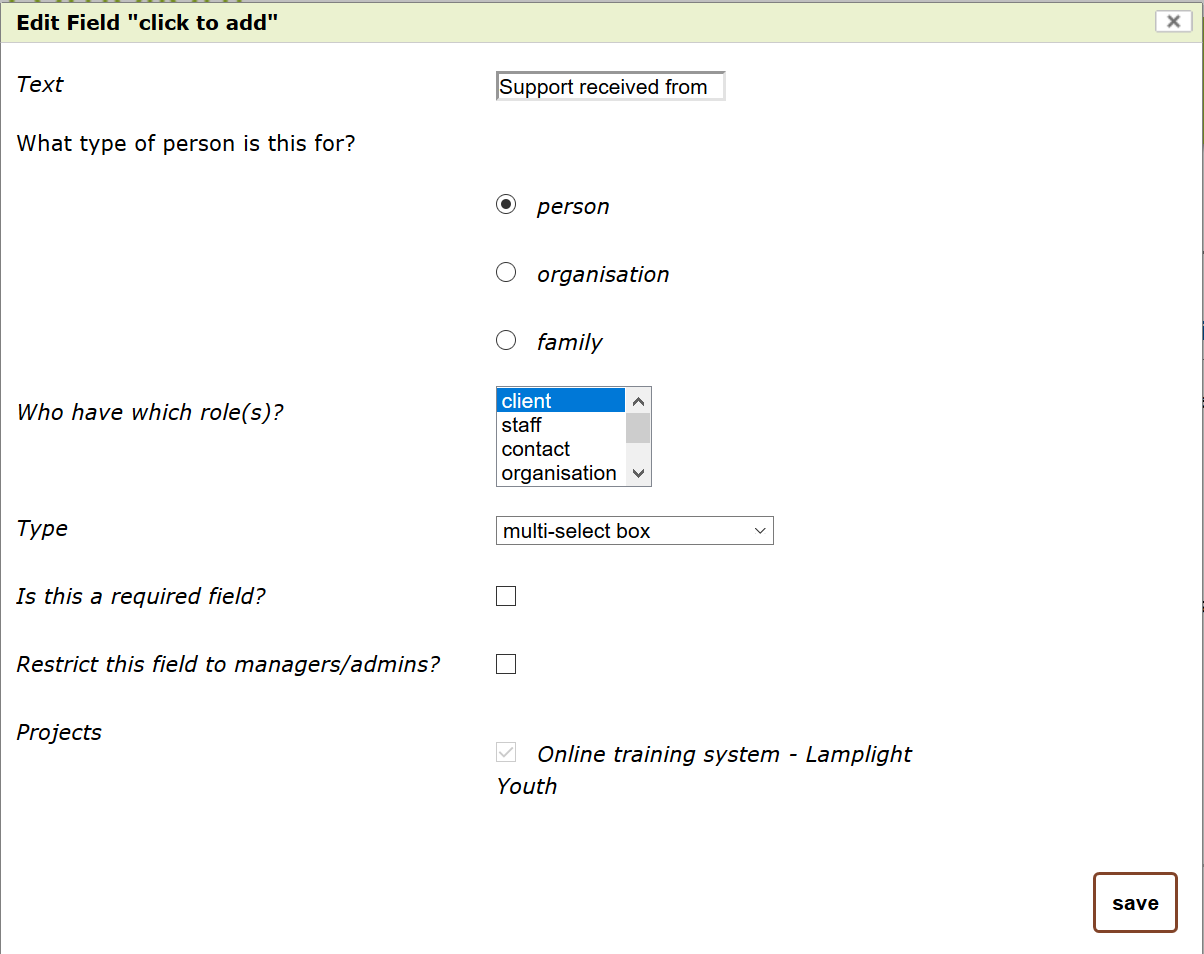 Edit Field "click to add"
Text
Support received from
What type of person is this for?
person
organisation
family
Who have which role(s)?
client
staff
contact
organisation
Type
multi-select box
Is this a required field?
Restrict this field to managers/admins?
Projects
Online training system - Lamplight
Youth
save